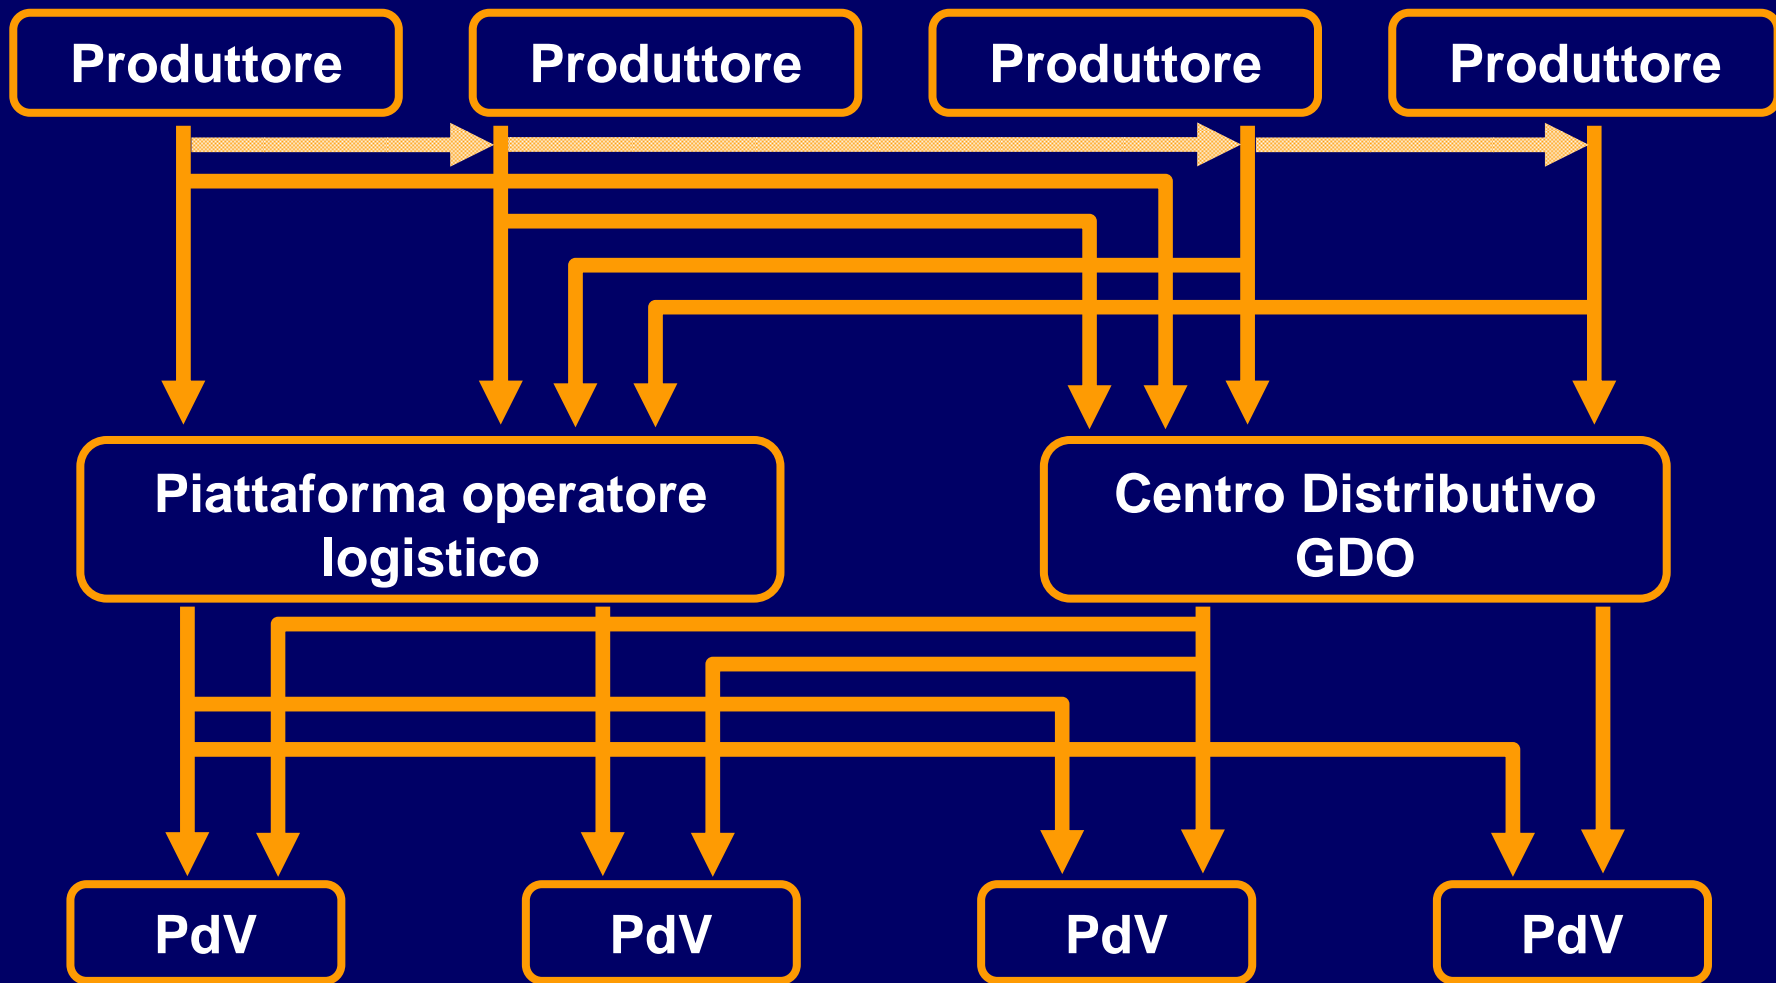 Produttore
Produttore
Produttore
Produttore
Piattaforma operatore
logistico
Centro Distributivo
GDO
PdV
PdV
PdV
PdV